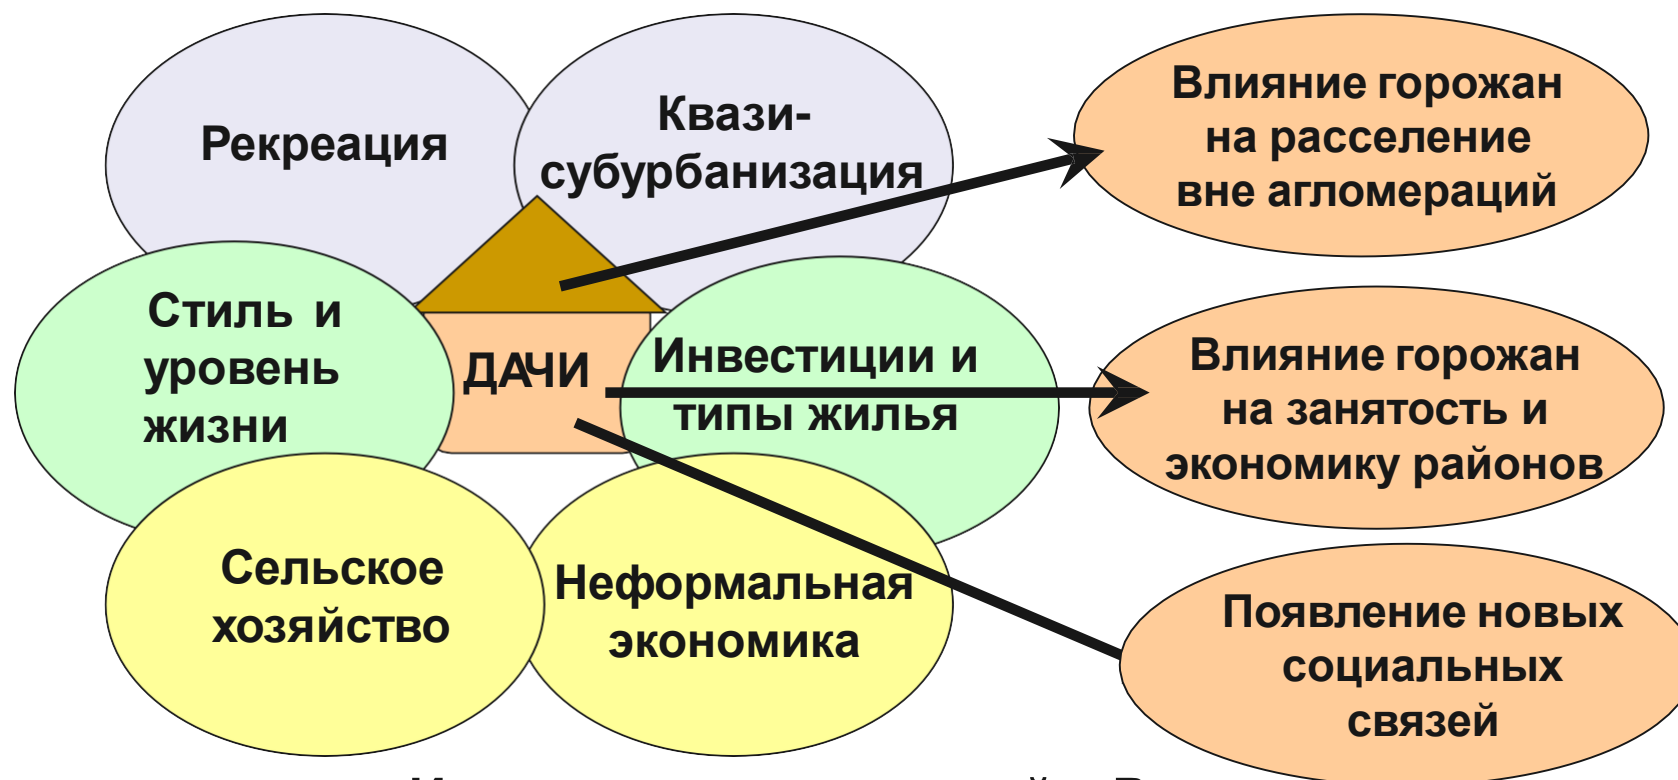 Рекреация
Квази-
субурбанизация
Влияние горожан
на расселение
вне агломераций
Стиль и
уровень
жизни
ДАЧИ
Инвестиции и
типы жилья
Влияние горожан
на занятость и
экономику районов
Сельское
хозяйство
Неформальная
экономика
Появление новых
социальных
связей